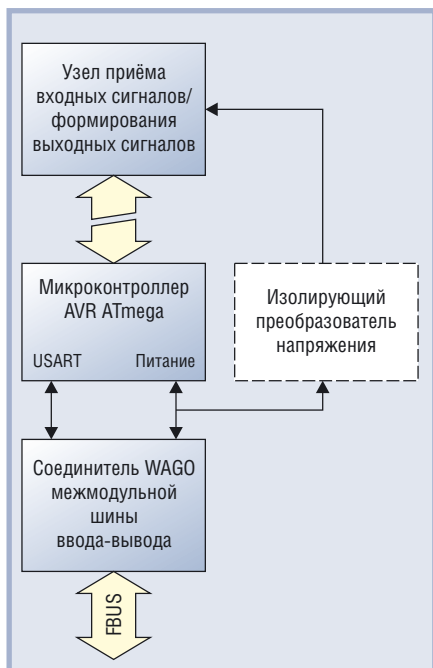 Узел приёма
входных сигналов/
формирования
выходных сигналов
Микроконтроллер
AVR ATmega
USART Питание
Изолирующий
преобразователь
напряжения
Соединитель WAGO
межмодульной
шины
ввода-вывода
FBUS